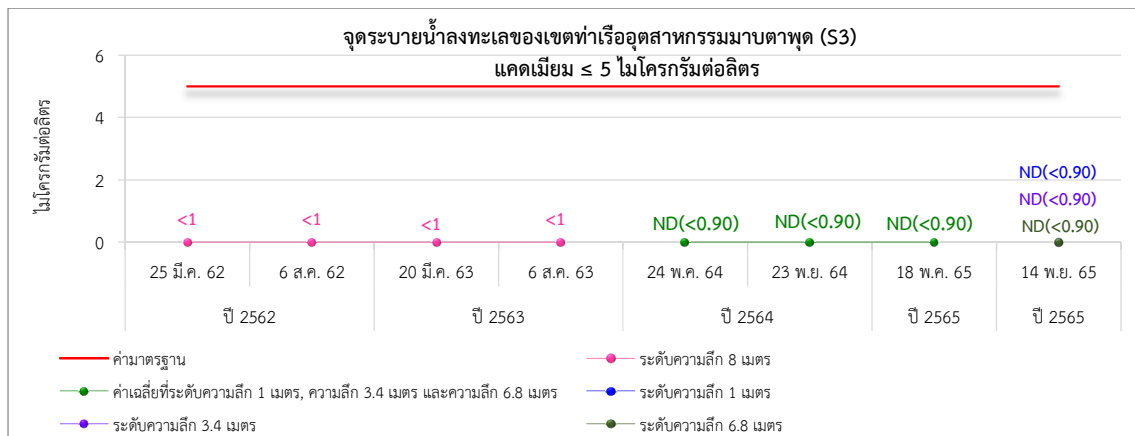 จุดระบายน้ำลงทะเลของเขตท่าเรืออุตสาหกรรมมาบตาพุด (S3)
แคดเมียม ≤ 5 ไมโครกรัมต่อลิตร
ไมโครกรัมต่อลิตร
6
4
2
0
<1
<1
<1
<1
ND(<0.90)
ND(<0.90)
ND(<0.90)
ND(<0.90)
ND(<0.90)
ND(<0.90)
25 มี.ค. 62
6 ส.ค. 62
20 มี.ค. 63
6 ส.ค. 63
24 พ.ค. 64
23 พ.ย. 64
18 พ.ค. 65
14 พ.ย. 65
ปี 2562
ปี 2563
ปี 2564
ปี 2565
ปี 2565
ค่ามาตรฐาน
ระดับความลึก 8 เมตร
ค่าเฉลี่ยที่ระดับความลึก 1 เมตร, ความลึก 3.4 เมตร และความลึก 6.8 เมตร
ระดับความลึก 1 เมตร
ระดับความลึก 3.4 เมตร
ระดับความลึก 6.8 เมตร